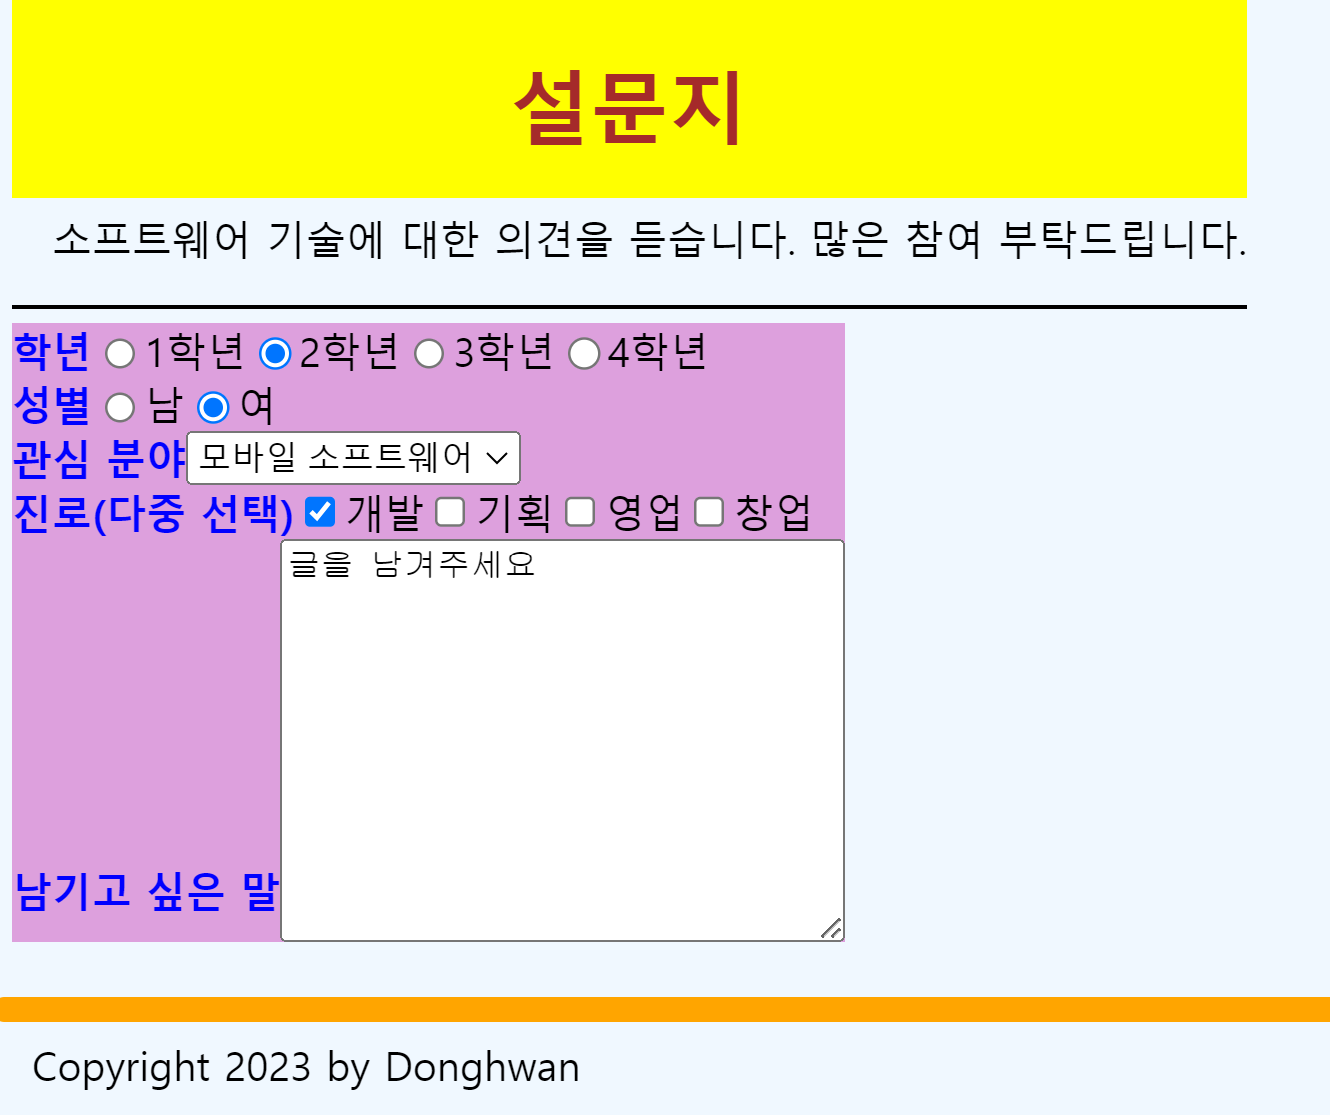 설문지
소프트웨어 기술에 대한 의견을 듣습니다. 많은 참여 부탁드립니다.
학년 1학년 2학년 3학년 4학년
성별 남 여
관심 분야 모바일 소프트웨어
진로(다중 선택) 개발 기획 영업 창업
글을 남겨주세요
남기고 싶은 말
Copyright 2023 by Donghwan